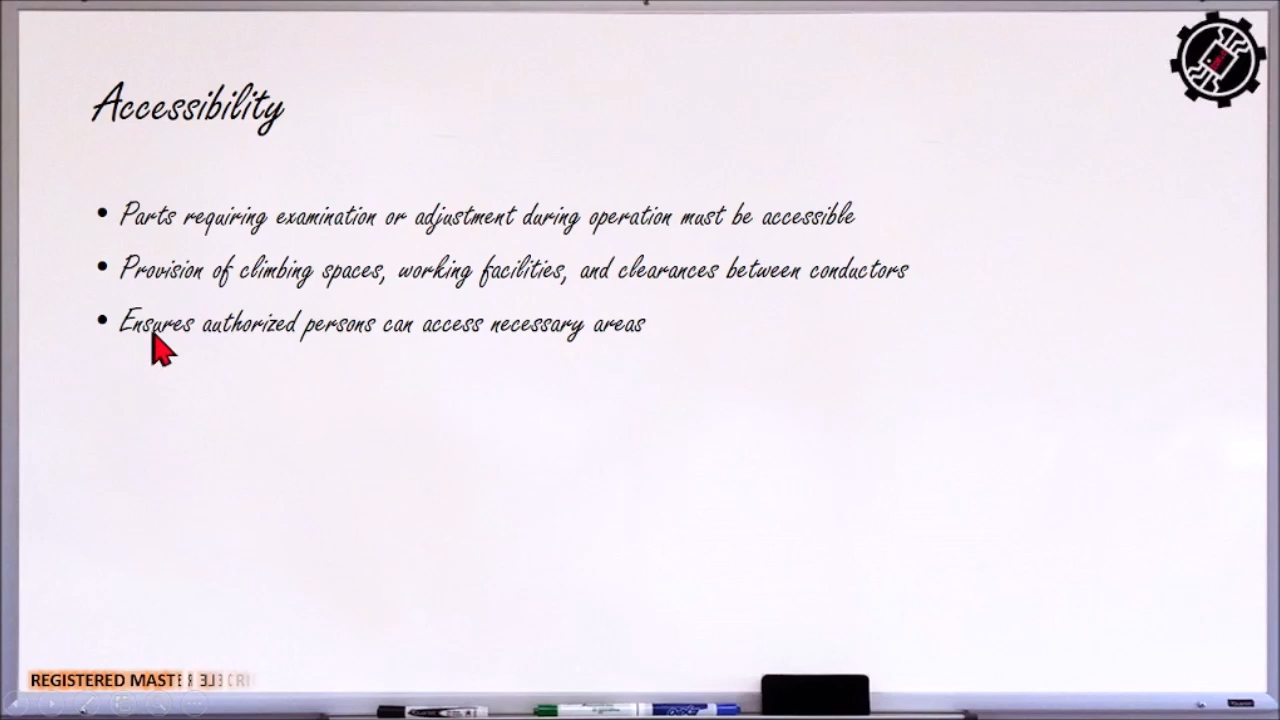 Accessibility
• Parts requiring examination or adjustment during operation must be accessible
• Provision of climbing spaces, working facilities, and clearances between conductors
• Ensures authorized persons can access necessary areas
REGISTERED